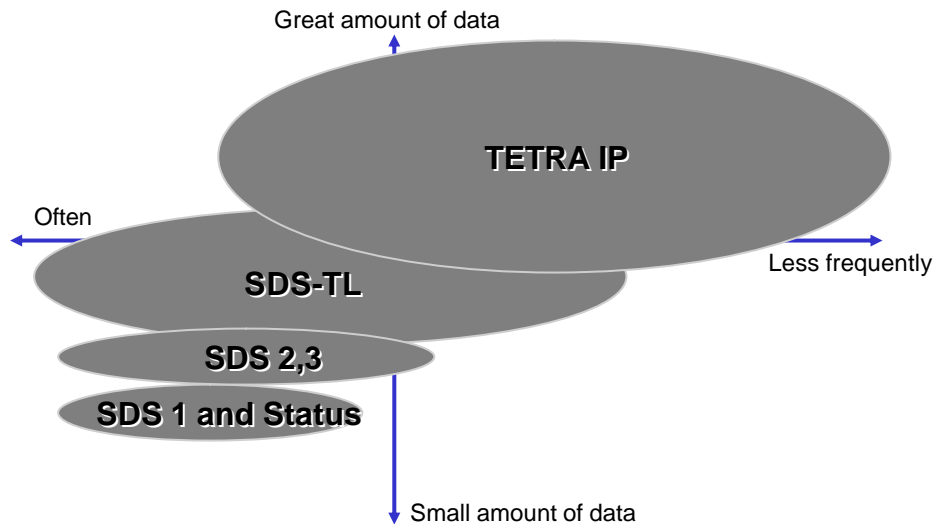 Great amount of data
TETRA IP
Often
Less frequently
SDS-TL
SDS 2,3
SDS 1 and Status
Small amount of data